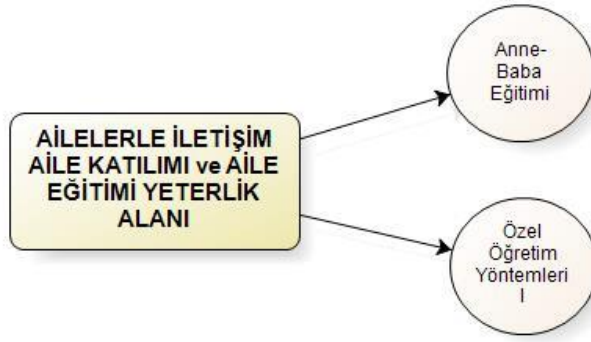 AİLELERLE İLETİŞİM
AİLE KATILIMI ve AİLE
EĞİTİMİ YETERLİK
ALANI
Anne-
Baba
Eğitimi
Özel
Öğretim
Yöntemleri
I